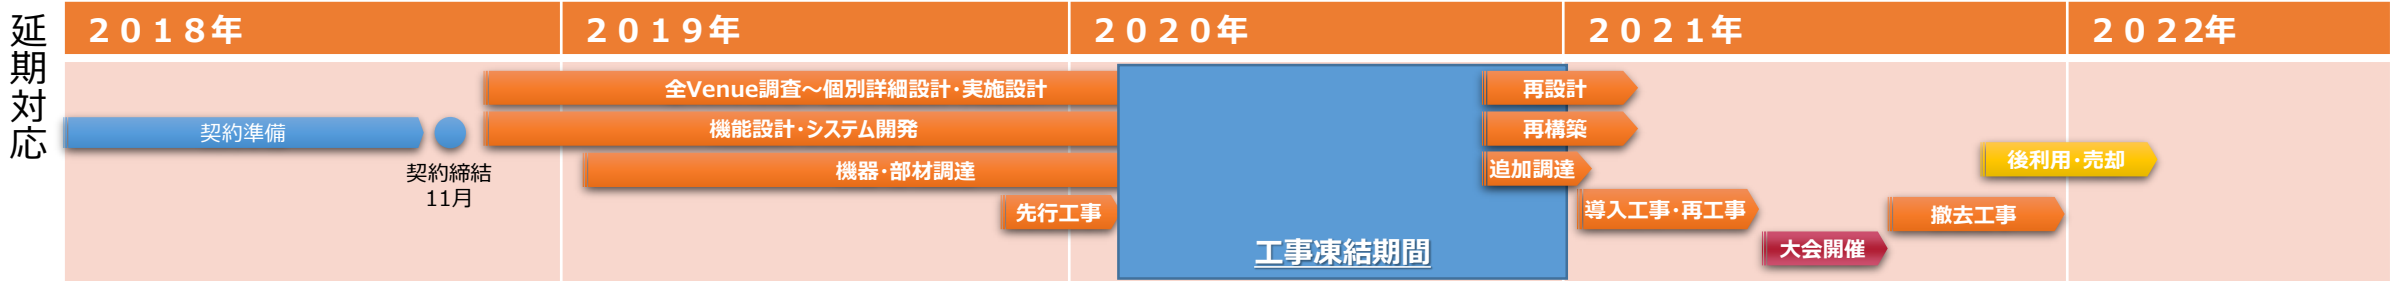 延期対応
２０１８年
２０１９年
２０２０年
２０２１年
２０２２年
全Venue調査～個別詳細設計・実施設計
再設計
契約準備
機能設計・システム開発
再構築
契約締結
11月
機器・部材調達
追加調達
後利用・売却
先行工事
導入工事・再工事
撤去工事
工事凍結期間
大会開催